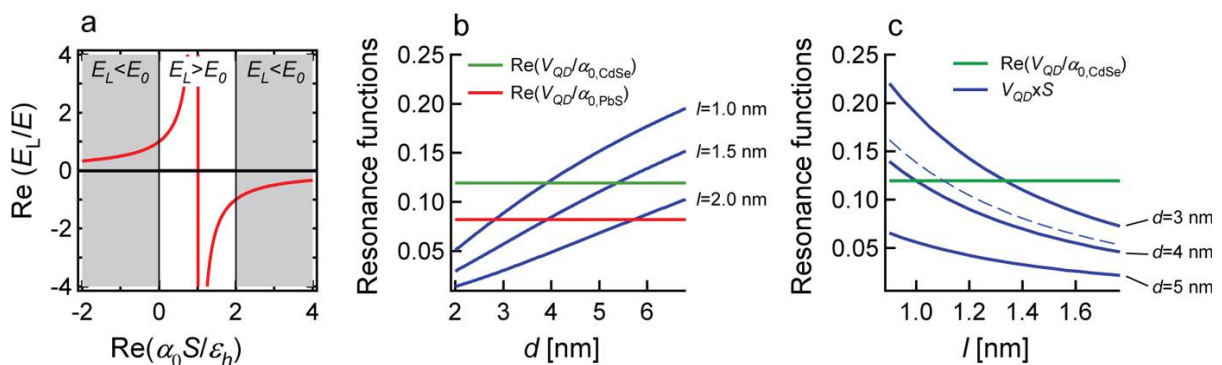 a
E_L<E_0 E_L>E_0 E_L<E_0
4
2
0
-2
-4
Re (E_L/E)
-2 0 2 4
Re(α_0S/ε_h)
b
Re(V_QD/α_0,CdSe)
Re(V_QD/α_0,PbS)
0.25
0.20
0.15
0.10
0.05
Resonance functions
l=1.0 nm
l=1.5 nm
l=2.0 nm
2 3 4 5 6
d [nm]
c
Re(V_QD/α_0,CdSe)
V_QDxS
0.25
0.20
0.15
0.10
0.05
Resonance functions
d=3 nm
d=4 nm
d=5 nm
1.0 1.2 1.4 1.6
l [nm]